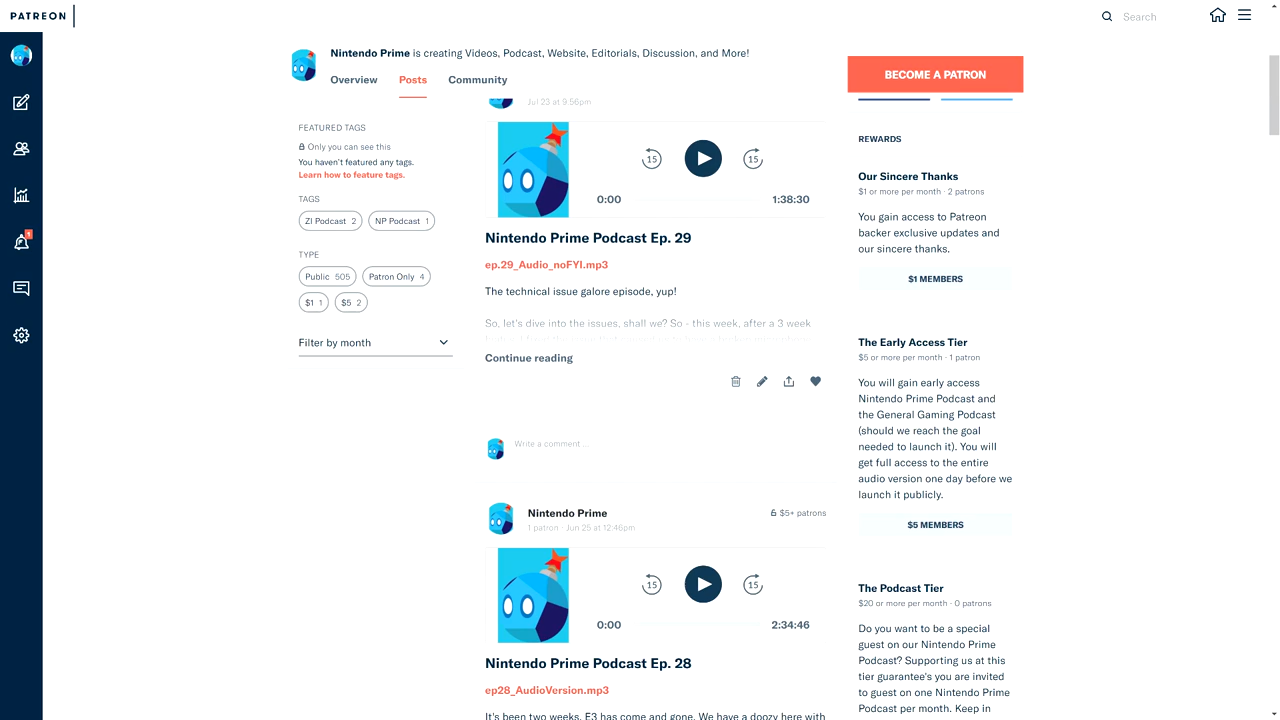 PATREON
Search
1
Nintendo Prime is creating Videos, Podcast, Website, Editorials, Discussion, and More!
Overview Posts Community
BECOME A PATRON
FEATURED TAGS
Only you can see this
You haven't featured any tags.
Learn how to feature tags.
TAGS
ZI Podcast 2 NP Podcast 1
TYPE
Public 505 Patron Only 4
$1 1 $5 2
Filter by month
Jul 23 at 9:56pm
15 15
0:00 1:38:30
Nintendo Prime Podcast Ep. 29
ep.29_Audio_noFYI.mp3
The technical issue galore episode, yup!
So, let's dive into the issues, shall we? So - this week, after a 3 week
Continue reading
Write a comment ...
Nintendo Prime
$5+ patrons
1 patron · Jun 25 at 12:46pm
15 15
0:00 2:34:46
Nintendo Prime Podcast Ep. 28
ep28_AudioVersion.mp3
It's been two weeks, E3 has come and gone. We have a doozy here with
REWARDS
Our Sincere Thanks
$1 or more per month · 2 patrons
You gain access to Patreon
backer exclusive updates and
our sincere thanks.
$1 MEMBERS
The Early Access Tier
$5 or more per month · 1 patron
You will gain early access
Nintendo Prime Podcast and
the General Gaming Podcast
(should we reach the goal
needed to launch it). You will
get full access to the entire
audio version one day before we
launch it publicly.
$5 MEMBERS
The Podcast Tier
$20 or more per month · 0 patrons
Do you want to be a special
guest on our Nintendo Prime
Podcast? Supporting us at this
tier guarantee's you are invited
to guest on one Nintendo Prime
Podcast per month. Keep in